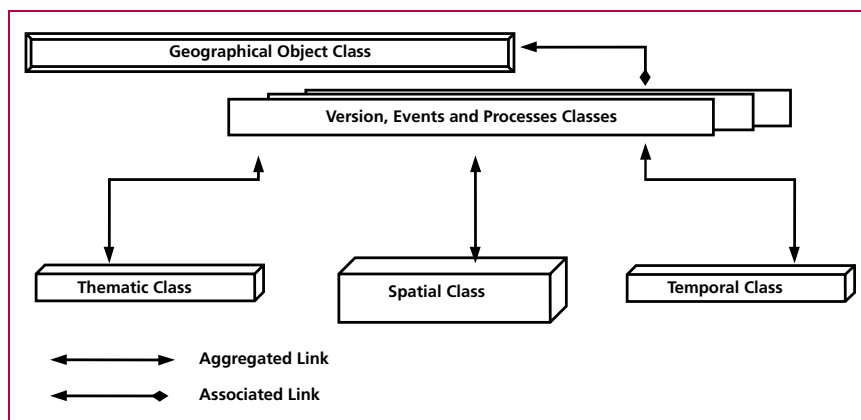 Geographical Object Class
Version, Events and Processes Classes
Thematic Class
Spatial Class
Temporal Class
Aggregated Link
Associated Link